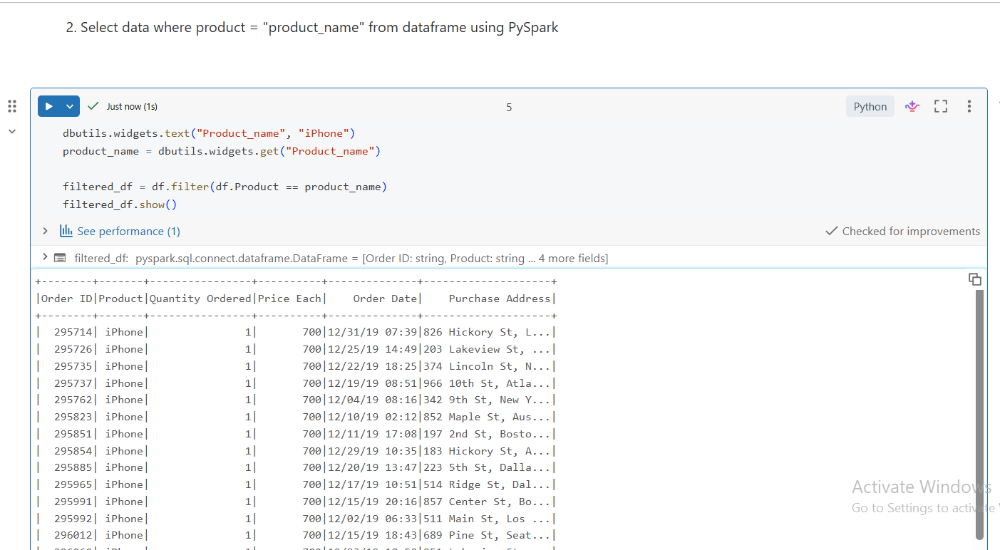 2. Select data where product = "product_name" from dataframe using PySpark
Just now (1s)
5
Python
dbutils.widgets.text("Product_name", "iPhone")
product_name = dbutils.widgets.get("Product_name")
filtered_df = df.filter(df.Product == product_name)
filtered_df.show()
See performance (1)
Checked for improvements
filtered_df: pyspark.sql.connect.dataframe.DataFrame = [Order ID: string, Product: string ... 4 more fields]
+--------+-------+----------------+----------+--------------+--------------------+
|Order ID|Product|Quantity Ordered|Price Each|    Order Date|    Purchase Address|
+--------+-------+----------------+----------+--------------+--------------------+
|  295714| iPhone|               1|       700|12/31/19 07:39|826 Hickory St, L...|
|  295726| iPhone|               1|       700|12/25/19 14:49|203 Lakeview St, ...|
|  295735| iPhone|               1|       700|12/22/19 18:25|374 Lincoln St, N...|
|  295737| iPhone|               1|       700|12/19/19 08:51|966 10th St, Atla...|
|  295762| iPhone|               1|       700|12/04/19 08:16|342 9th St, New Y...|
|  295823| iPhone|               1|       700|12/10/19 02:12|852 Maple St, Aus...|
|  295851| iPhone|               1|       700|12/11/19 17:08|197 2nd St, Bosto...|
|  295854| iPhone|               1|       700|12/29/19 10:35|183 Hickory St, A...|
|  295885| iPhone|               1|       700|12/20/19 13:47|223 5th St, Dalla...|
|  295965| iPhone|               1|       700|12/17/19 10:51|514 Ridge St, Dal...|
|  295991| iPhone|               1|       700|12/15/19 20:16|857 Center St, Bo...|
|  295992| iPhone|               1|       700|12/02/19 06:33|511 Main St, Los ...|
|  296012| iPhone|               1|       700|12/15/19 18:43|689 Pine St, Seat...|
Activate Windows
Go to Settings to activate